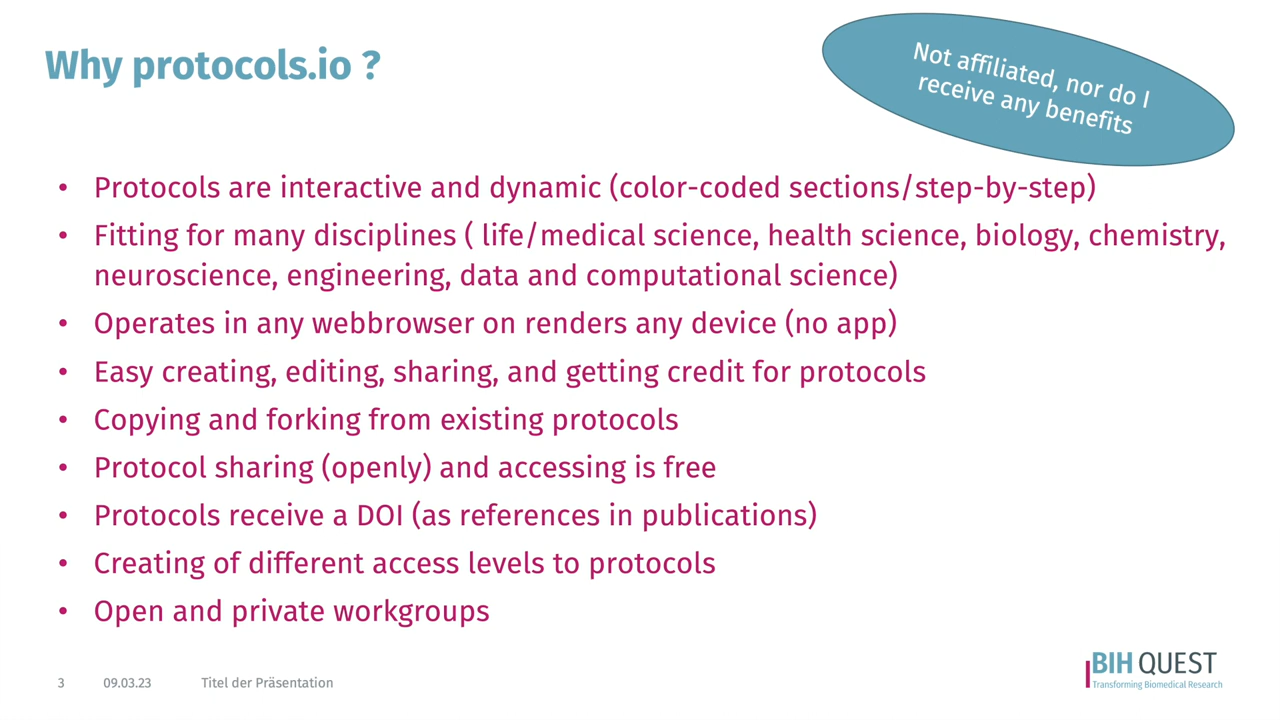 Why protocols.io ?
Not affiliated, nor do I
receive any benefits
• Protocols are interactive and dynamic (color-coded sections/step-by-step)
• Fitting for many disciplines ( life/medical science, health science, biology, chemistry,
neuroscience, engineering, data and computational science)
• Operates in any webbrowser on renders any device (no app)
• Easy creating, editing, sharing, and getting credit for protocols
• Copying and forking from existing protocols
• Protocol sharing (openly) and accessing is free
• Protocols receive a DOI (as references in publications)
• Creating of different access levels to protocols
• Open and private workgroups
3 09.03.23 Titel der Präsentation
BIH QUEST
Transforming Biomedical Research